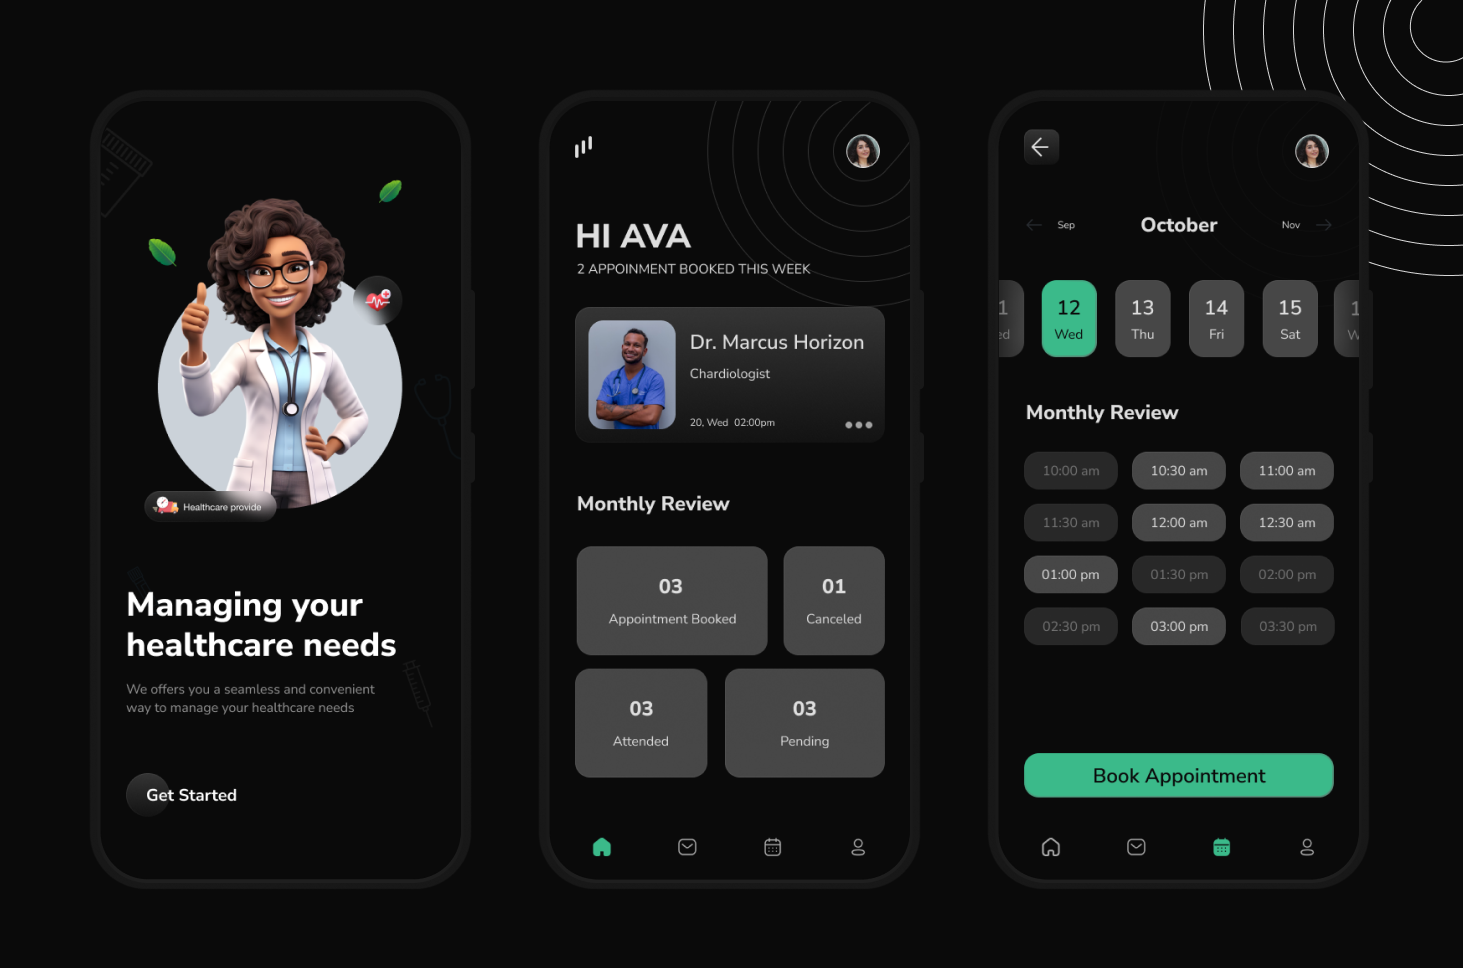 Healthcare provide
Managing your
healthcare needs
We offers you a seamless and convenient
way to manage your healthcare needs
Get Started
HI AVA
2 APPOINMENT BOOKED THIS WEEK
Dr. Marcus Horizon
Chardiologist
20, Wed 02:00pm
Monthly Review
03
Appointment Booked
01
Canceled
03
Attended
03
Pending
Sep October Nov
1 12 13 14 15 1
ed Wed Thu Fri Sat W
Monthly Review
10:00 am 10:30 am 11:00 am
11:30 am 12:00 am 12:30 am
01:00 pm 01:30 pm 02:00 pm
02:30 pm 03:00 pm 03:30 pm
Book Appointment